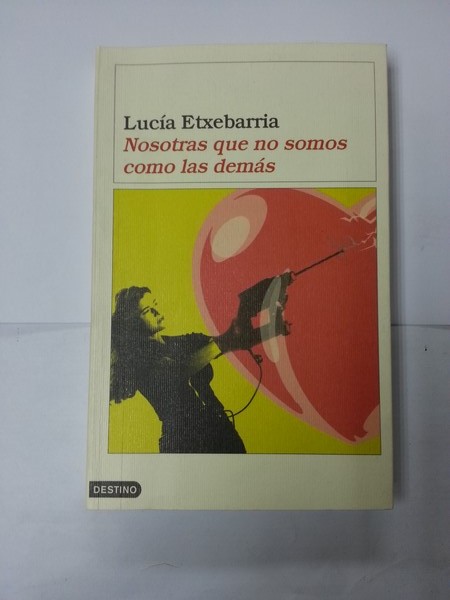 Lucía Etxebarria
Nosotras que no somos
como las demás
DESTINO